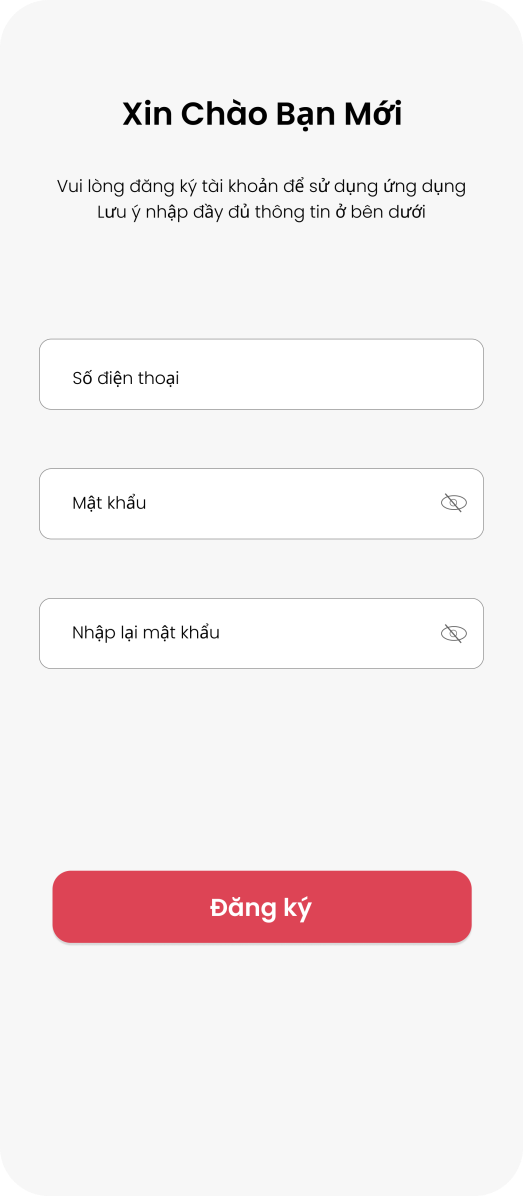 Xin Chào Bạn Mới
Vui lòng đăng ký tài khoản để sử dụng ứng dụng
Lưu ý nhập đầy đủ thông tin ở bên dưới
Số điện thoại
Mật khẩu
Nhập lại mật khẩu
Đăng ký